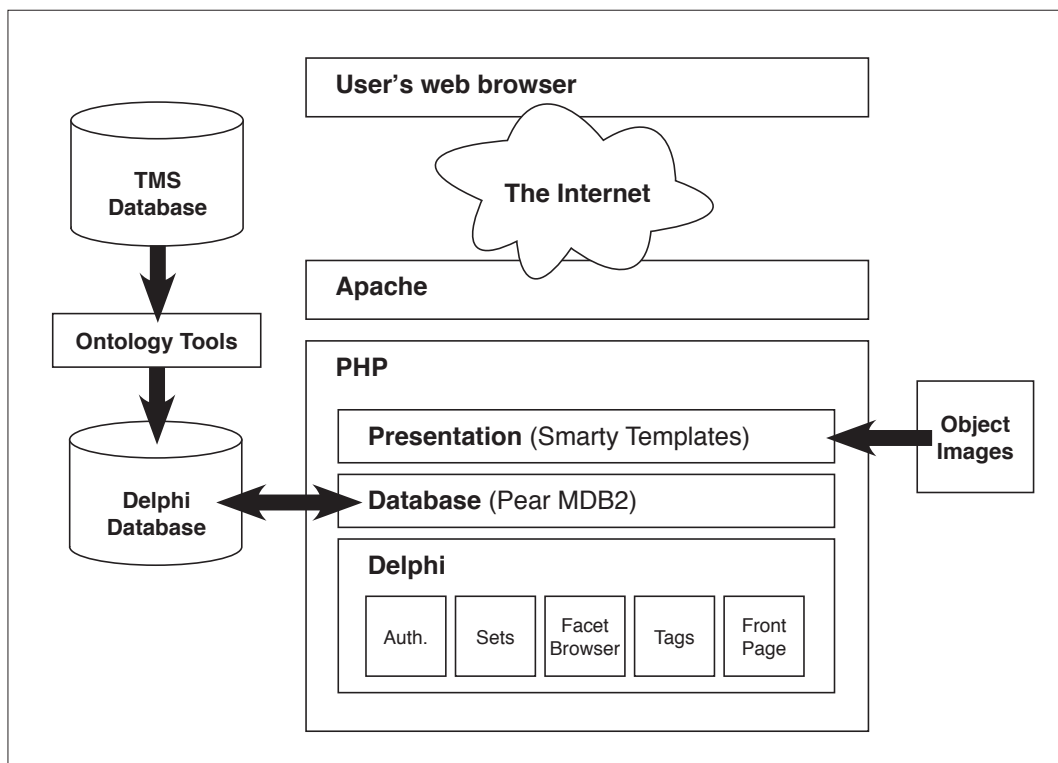 User's web browser
TMS
Database
The Internet
Apache
Ontology Tools
PHP
Presentation (Smarty Templates)
Object
Images
Delphi
Database
Database (Pear MDB2)
Delphi
Auth.
Sets
Facet
Browser
Tags
Front
Page